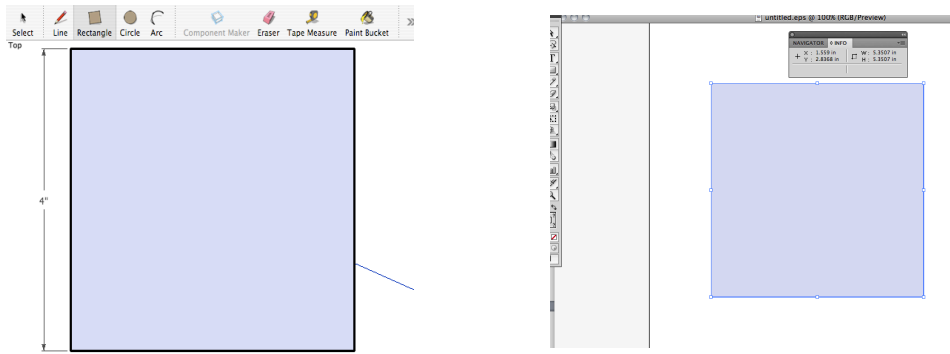 Select Line Rectangle Circle Arc Component Maker Eraser Tape Measure Paint Bucket
Top
4"
untitled.eps @ 100% (RGB/Preview)
NAVIGATOR INFO
X : 1.359 in W : 5.3507 in
Y : 2.8368 in H : 5.3507 in